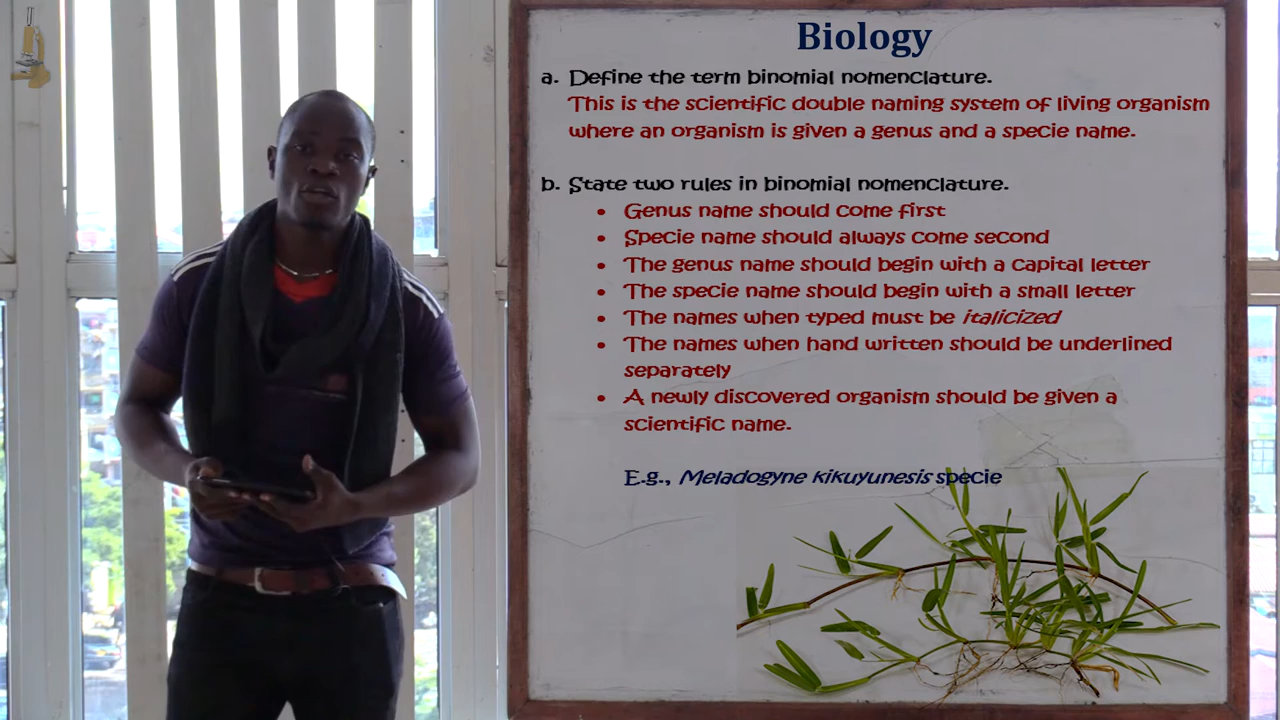 Biology
a. Define the term binomial nomenclature.
This is the scientific double naming system of living organism
where an organism is given a genus and a specie name.
b. State two rules in binomial nomenclature.
• Genus name should come first
• Specie name should always come second
• The genus name should begin with a capital letter
• The specie name should begin with a small letter
• The names when typed must be italicized
• The names when hand written should be underlined
separately
• A newly discovered organism should be given a
scientific name.
E.g., Meladogyne kikuyunesis specie